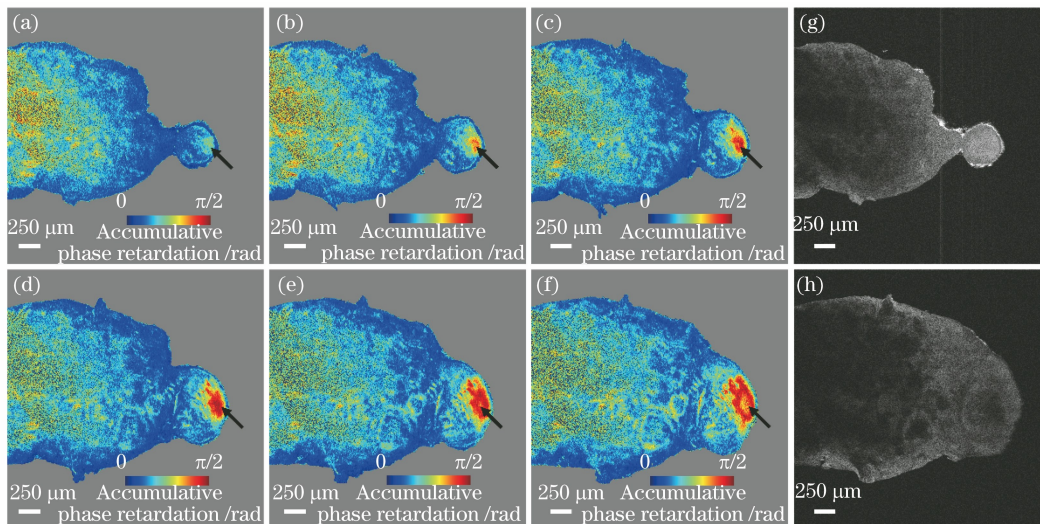 (a)
0 π/2
250 μm Accumulative
phase retardation /rad
(b)
0 π/2
250 μm Accumulative
phase retardation /rad
(c)
0 π/2
250 μm Accumulative
phase retardation /rad
(g)
250 μm
(d)
0 π/2
250 μm Accumulative
phase retardation /rad
(e)
0 π/2
250 μm Accumulative
phase retardation /rad
(f)
0 π/2
250 μm Accumulative
phase retardation /rad
(h)
250 μm